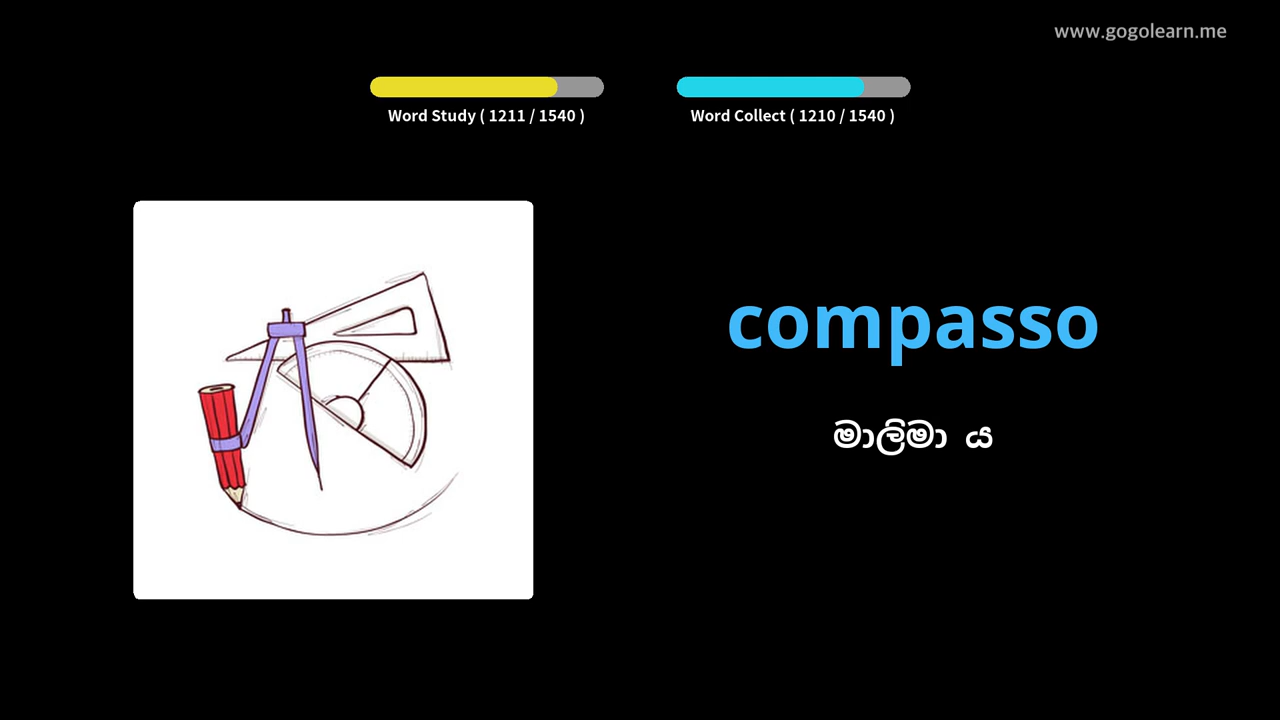 www.gogolearn.me
Word Study ( 1211 / 1540 )
Word Collect ( 1210 / 1540 )
compasso
මාලිමා ය